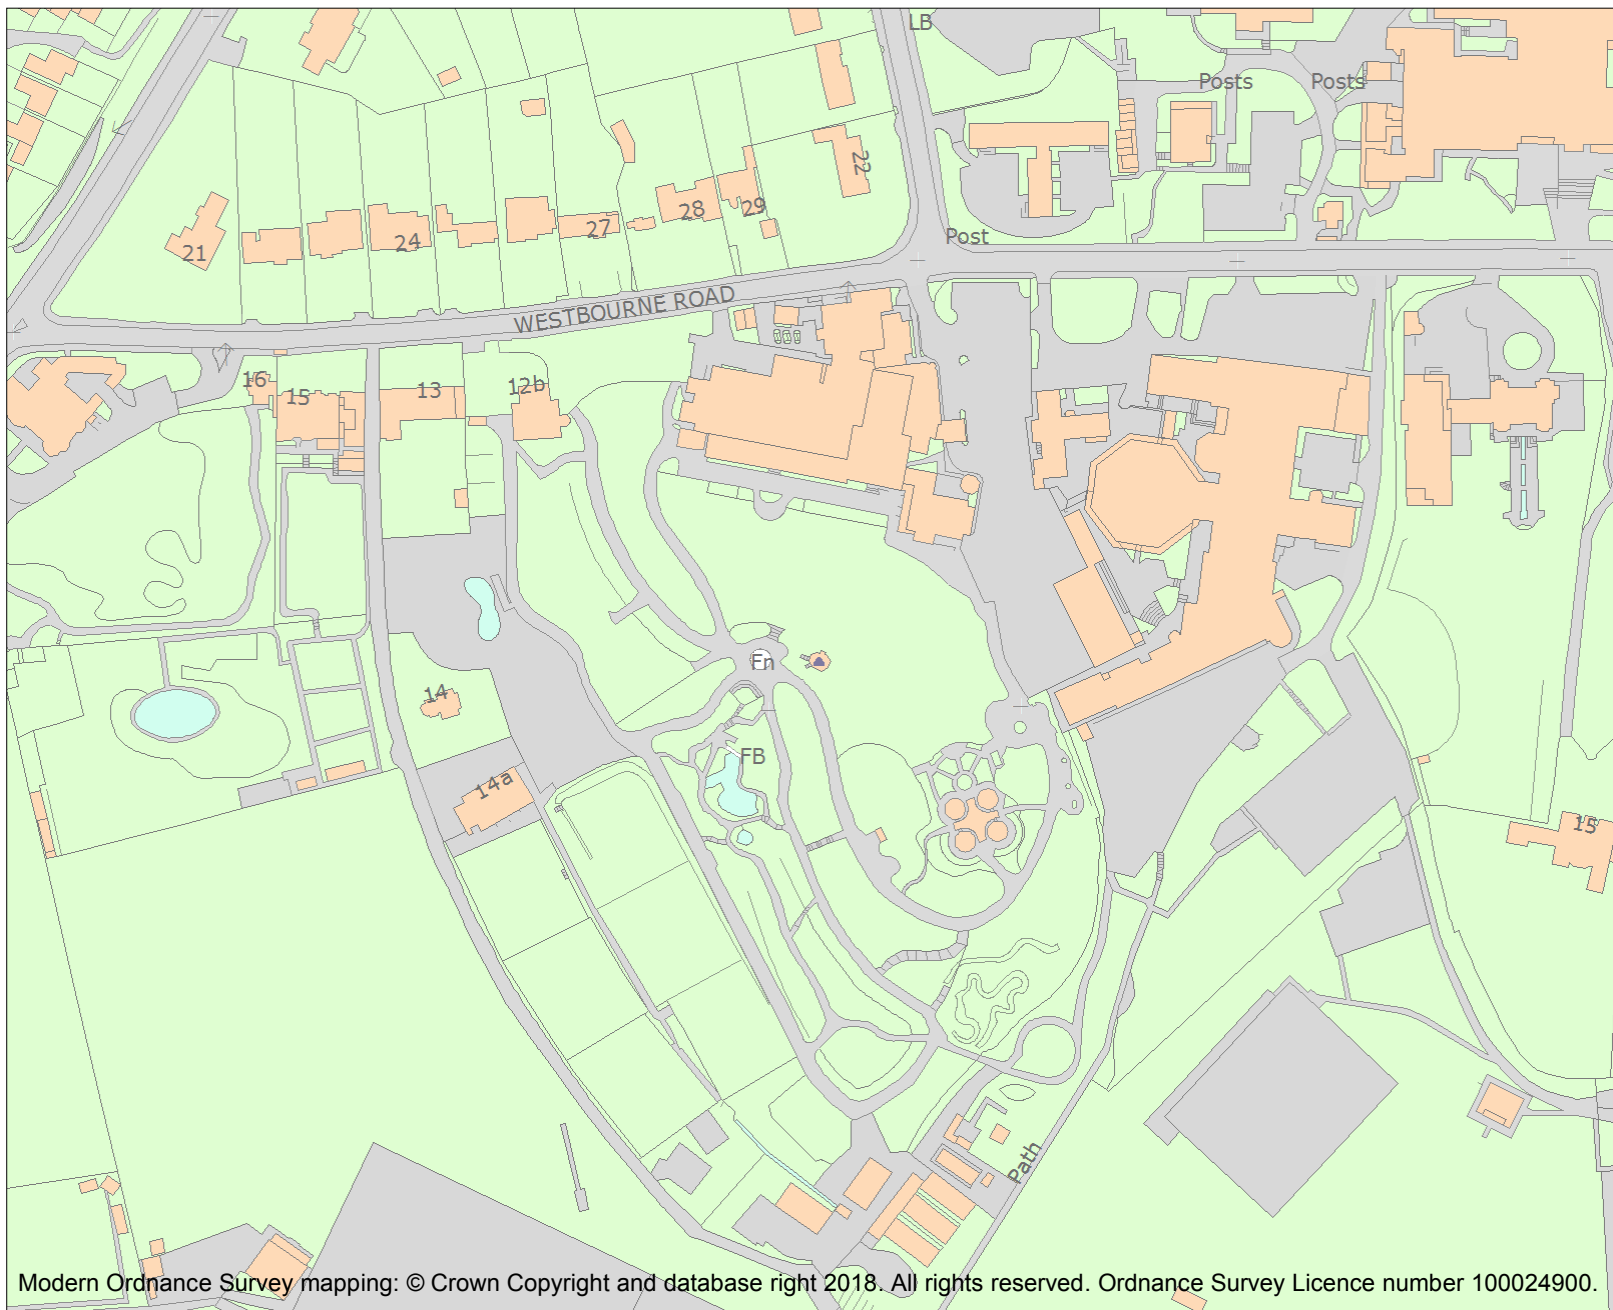 LB
Posts
Posts
22
28
29
27
24
21
Post
WESTBOURNE ROAD
16
15
13
12b
Fn
14
FB
14a
15
Path
Modern Ordnance Survey mapping: © Crown Copyright and database right 2018. All rights reserved. Ordnance Survey Licence number 100024900.